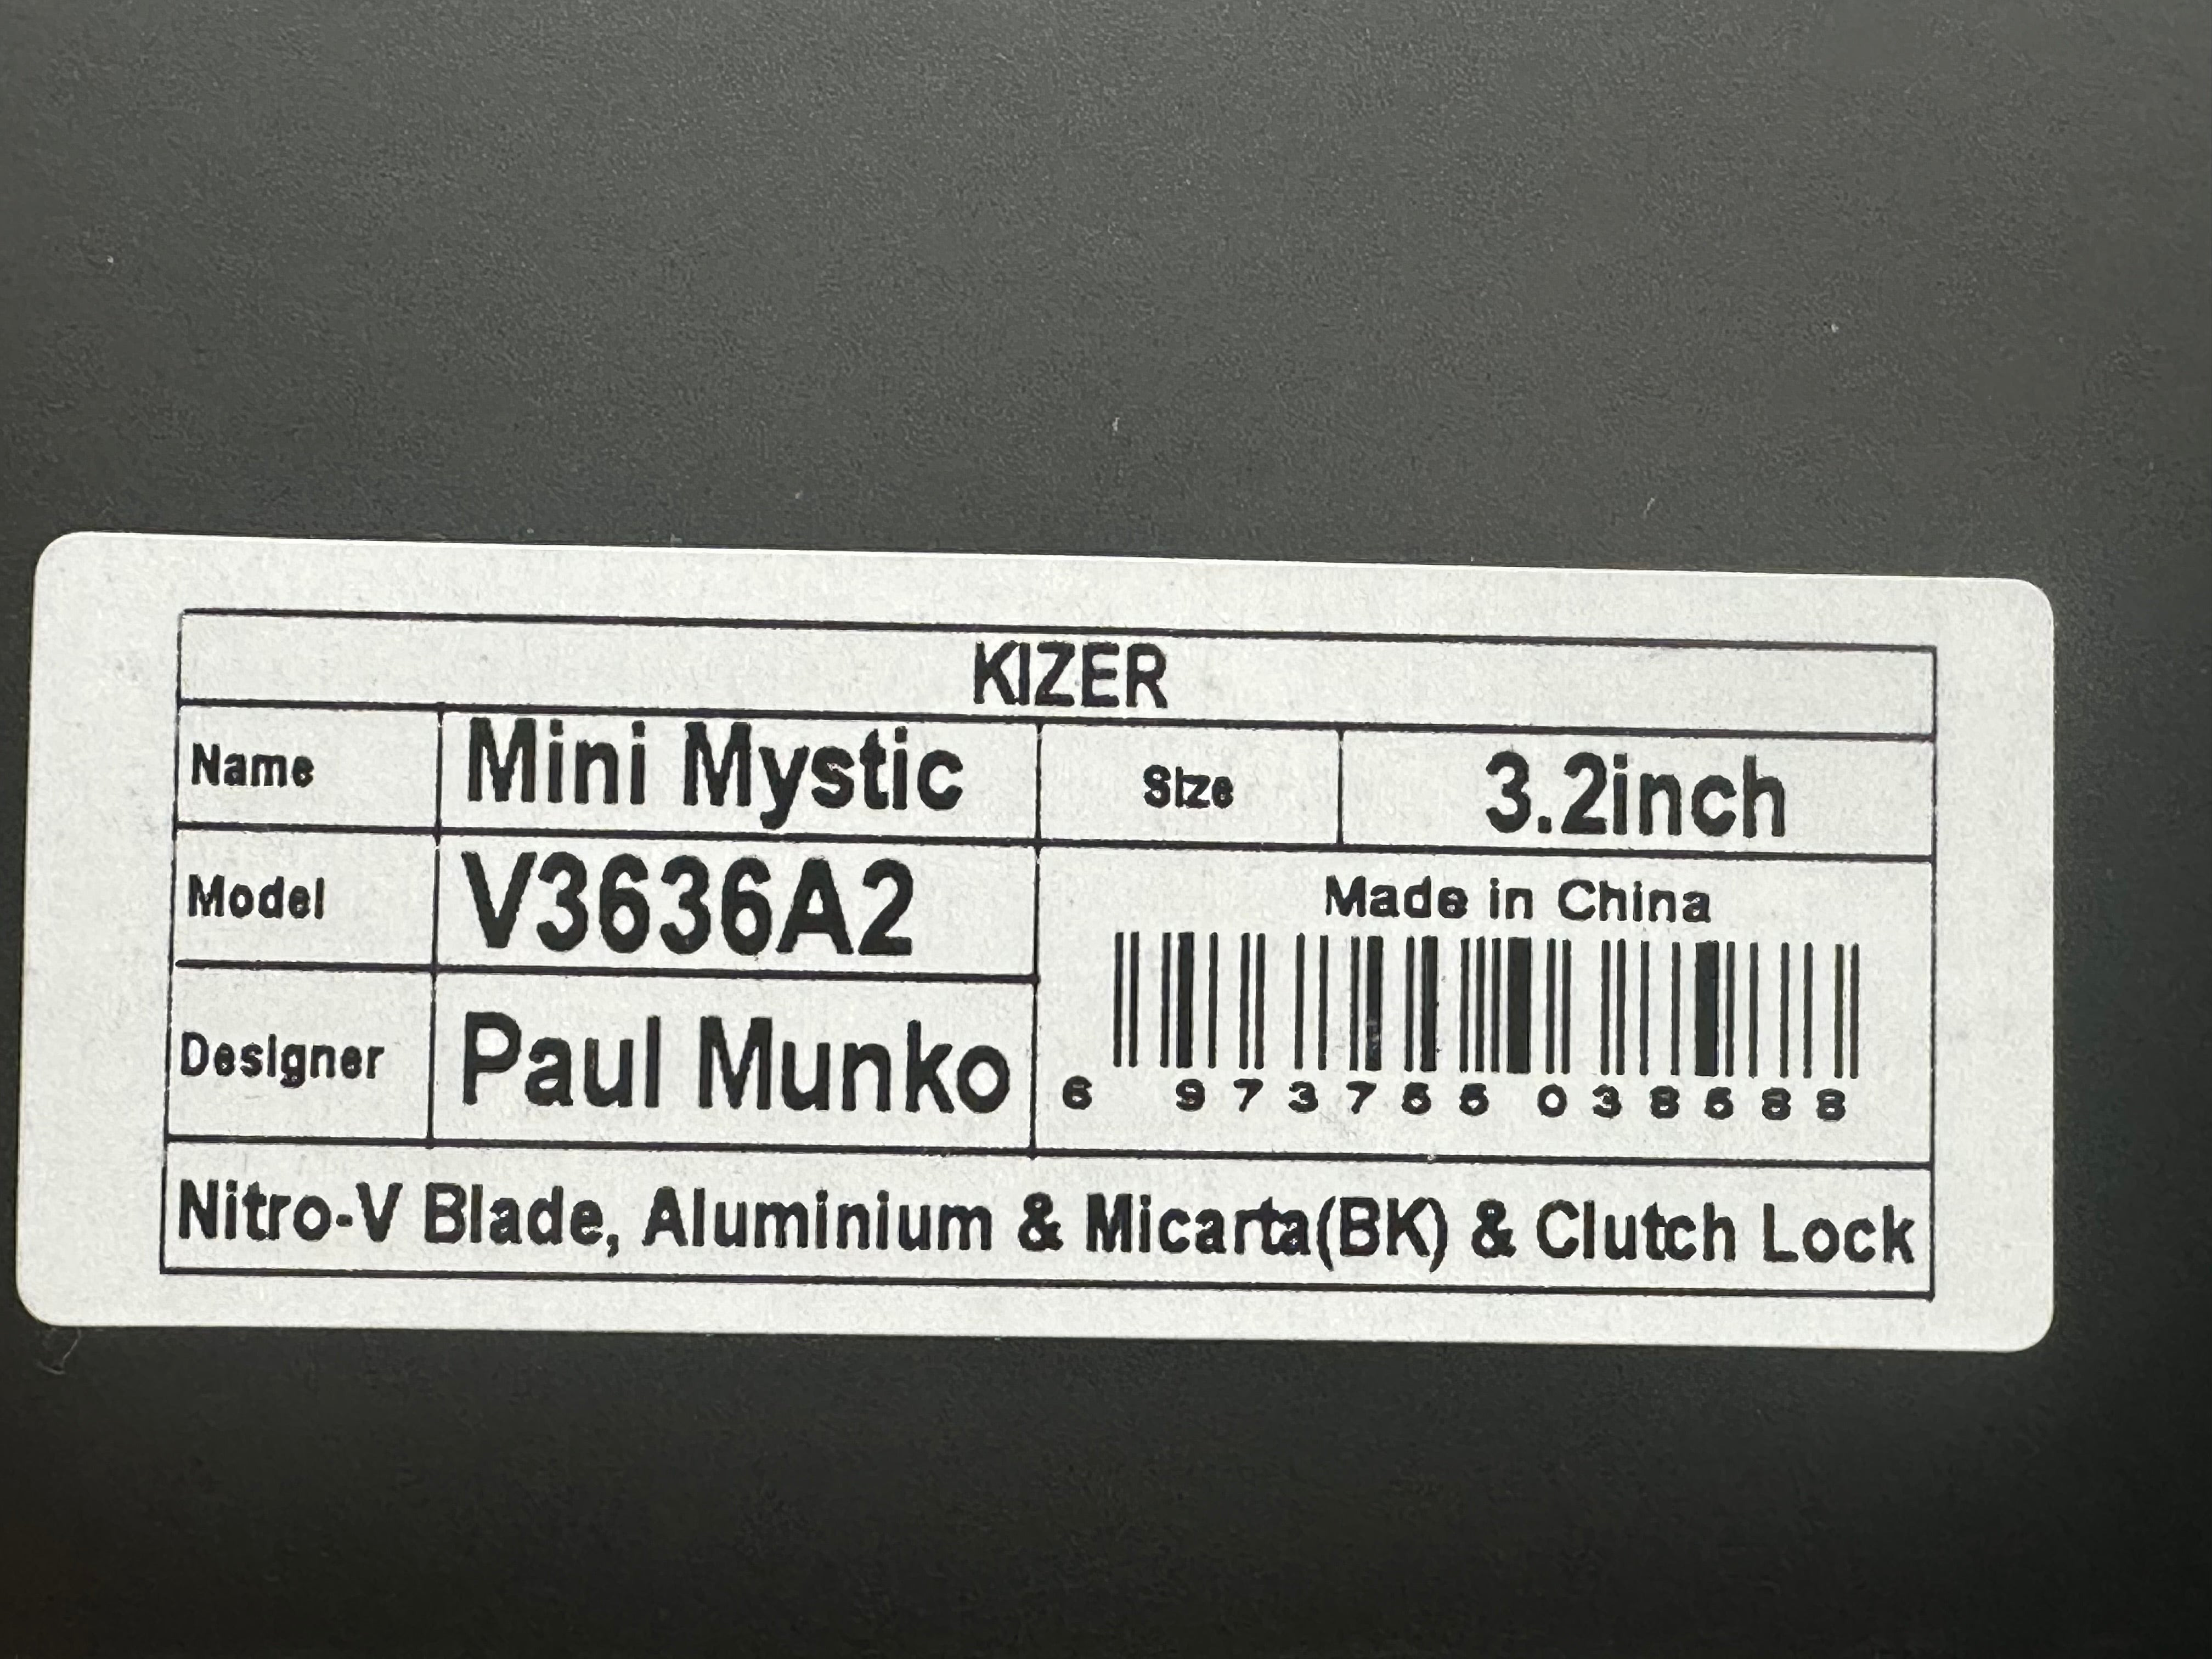 KIZER
Name Mini Mystic Size 3.2inch
Model V3636A2
Made in China
Designer Paul Munko
6 973755 038588
Nitro-V Blade, Aluminium & Micarta(BK) & Clutch Lock